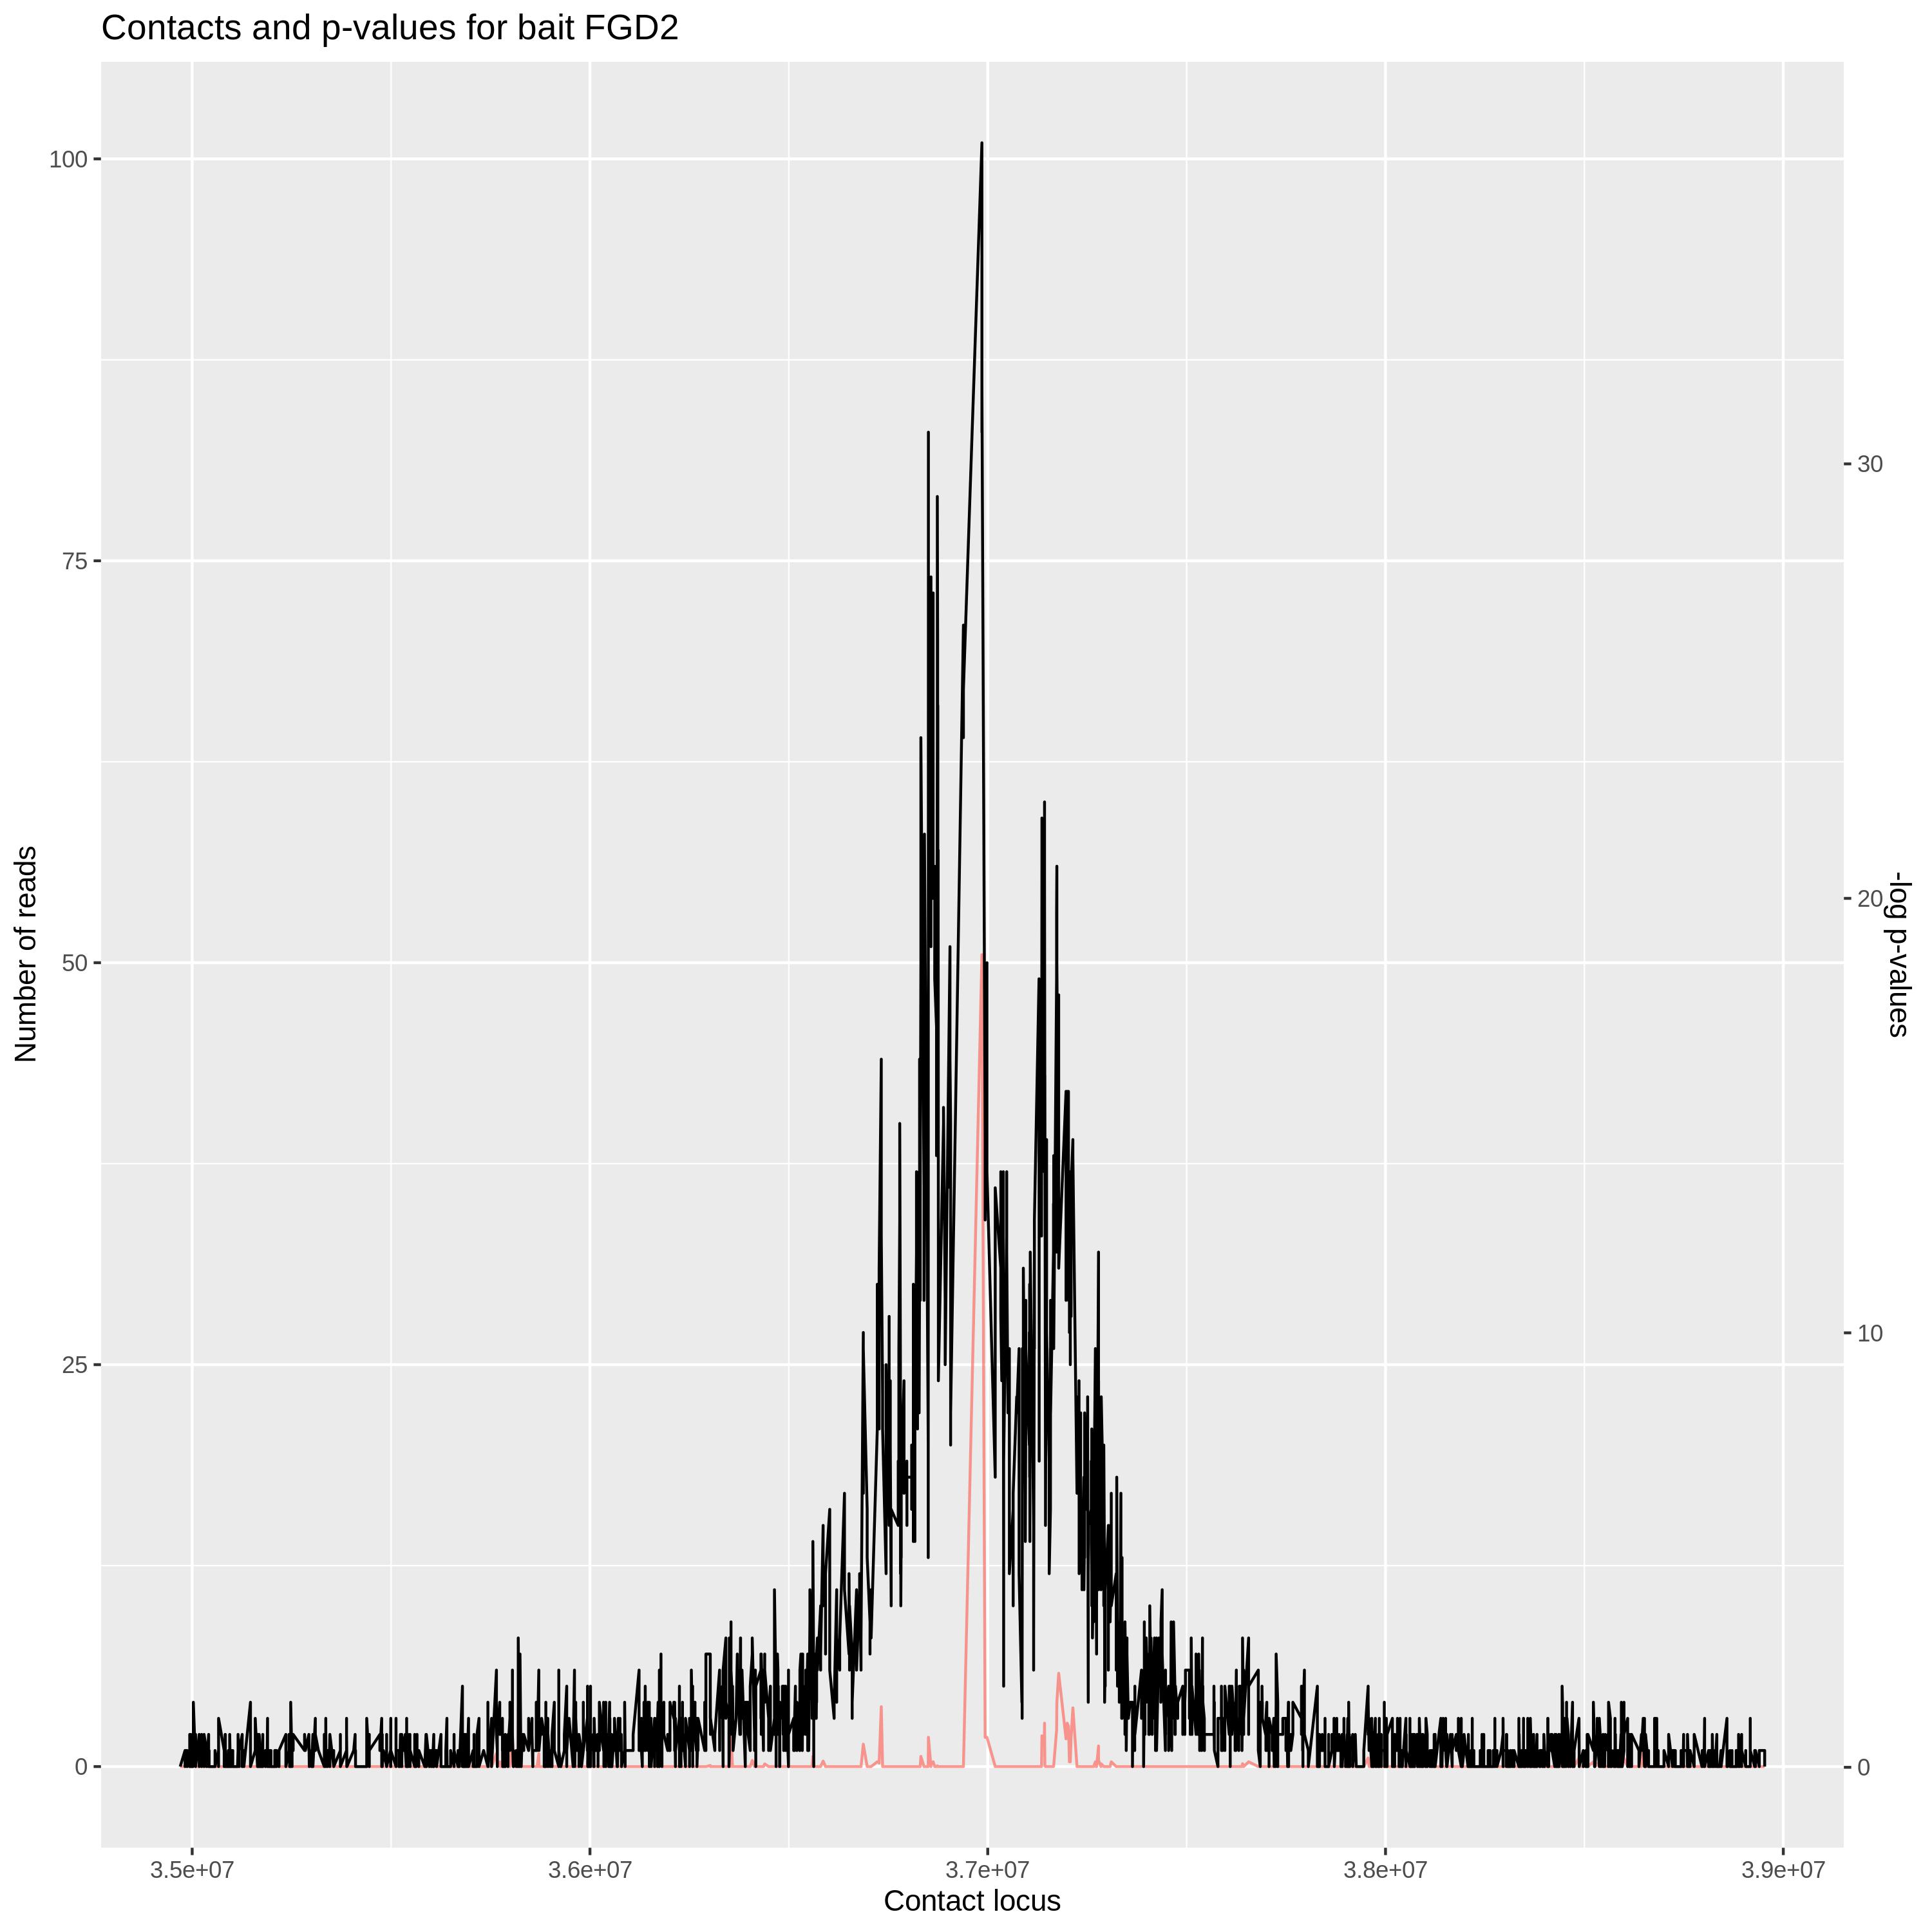 Contacts and p-values for bait FGD2
100
75
50
25
0
Number of reads
30
20
10
0
-log p-values
3.5e+07
3.6e+07
3.7e+07
3.8e+07
3.9e+07
Contact locus